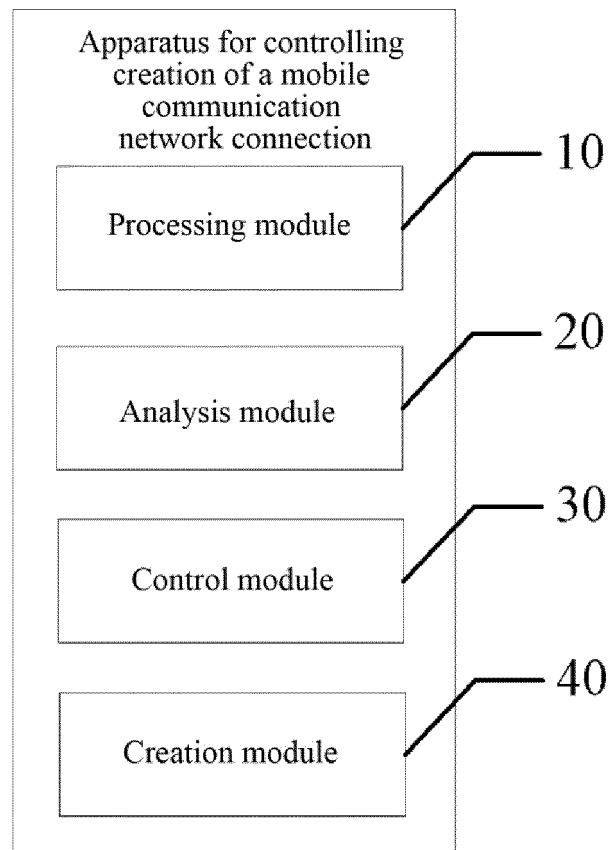 Apparatus for controlling
creation of a mobile
communication
network connection
10
Processing module
20
Analysis module
30
Control module
40
Creation module